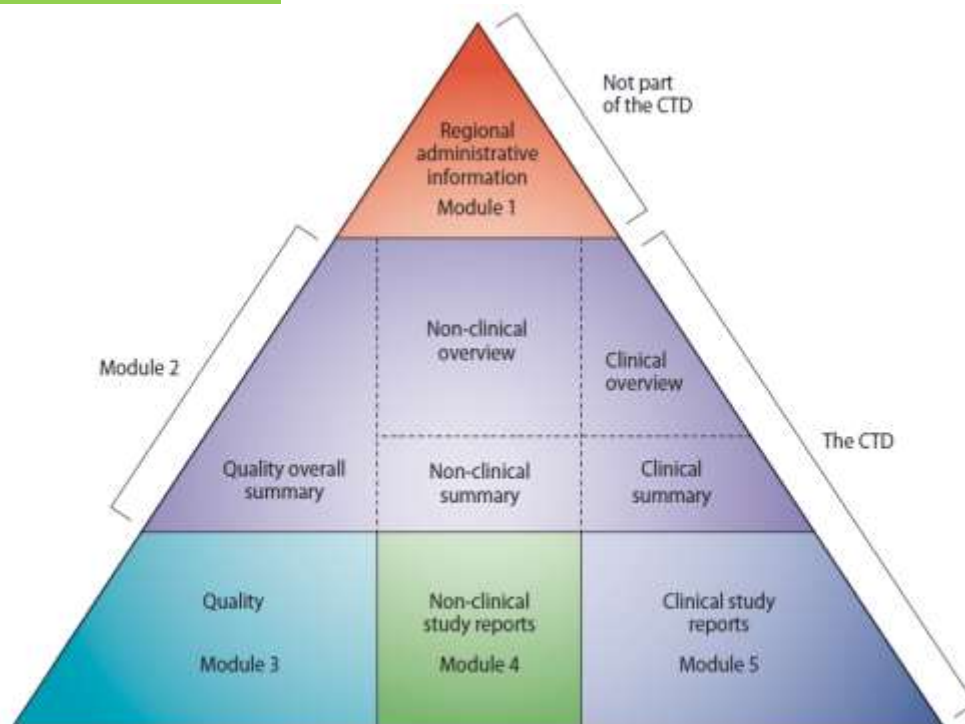 Not part
of the CTD
Regional
administrative
information
Module 1
Module 2
Non-clinical
overview
Clinical
overview
The CTD
Quality overall
summary
Non-clinical
summary
Clinical
summary
Quality
Module 3
Non-clinical
study reports
Module 4
Clinical study
reports
Module 5